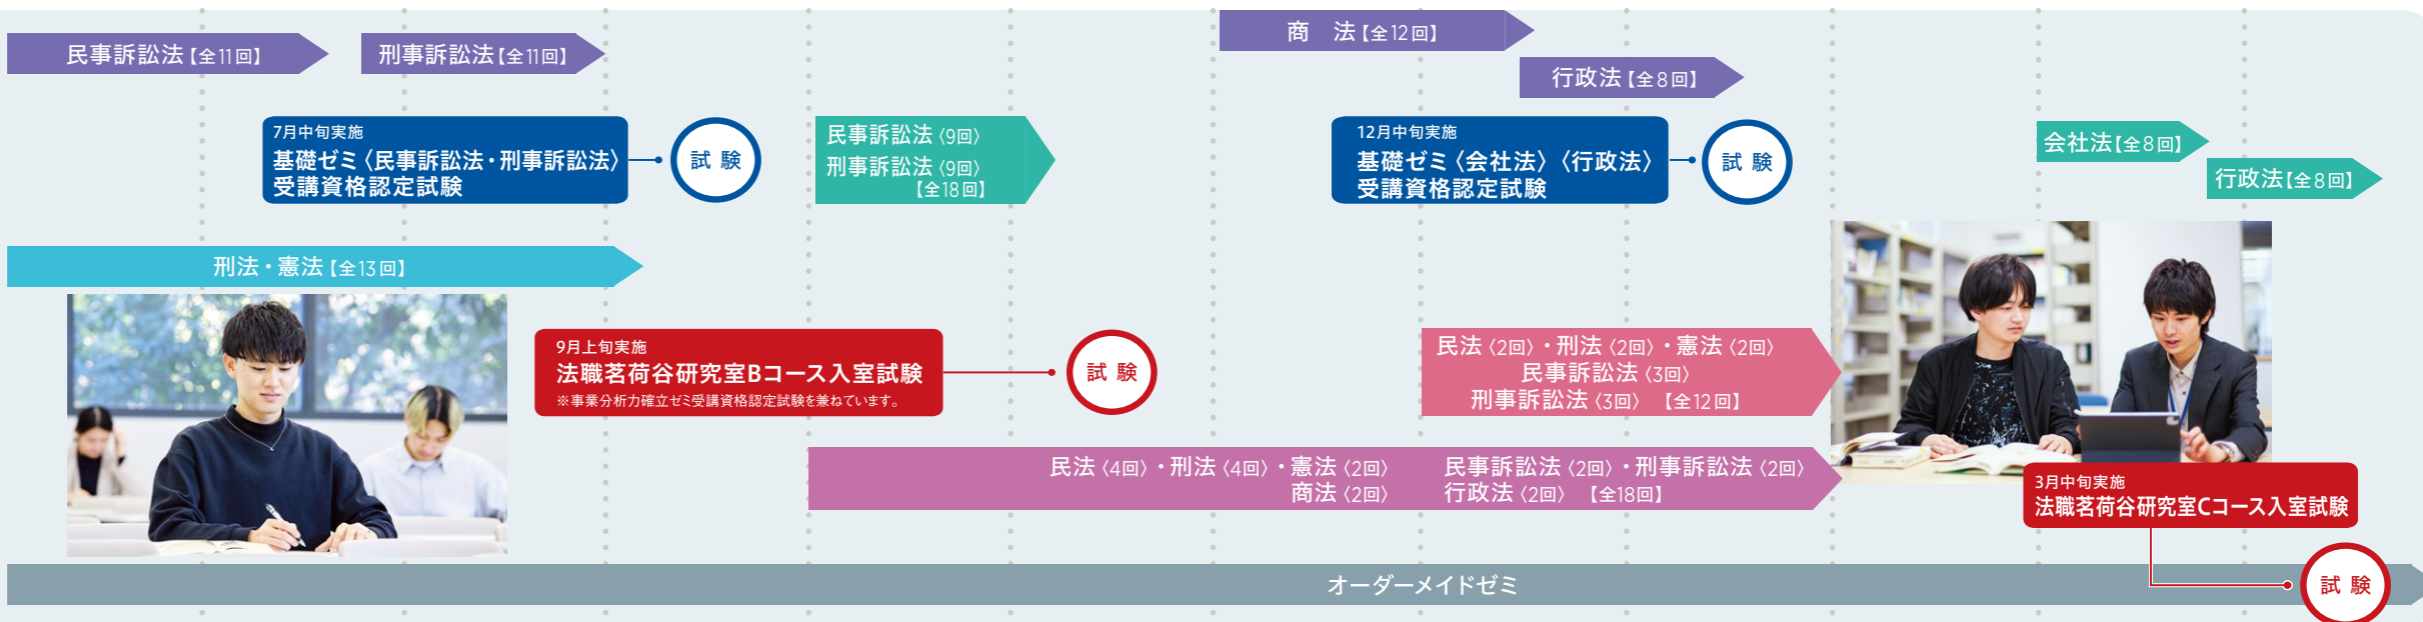 民事訴訟法【全11回】
刑事訴訟法【全11回】
商　法【全12回】
行政法【全8回】
7月中旬実施
基礎ゼミ〈民事訴訟法・刑事訴訟法〉
受講資格認定試験
試 験
民事訴訟法〈9回〉
刑事訴訟法〈9回〉
【全18回】
12月中旬実施
基礎ゼミ〈会社法〉〈行政法〉
受講資格認定試験
試 験
会社法【全8回】
行政法【全8回】
刑法・憲法【全13回】
9月上旬実施
法職茗荷谷研究室Bコース入室試験
※事業分析力確立ゼミ受講資格認定試験を兼ねています。
試 験
民法〈2回〉・刑法〈2回〉・憲法〈2回〉
民事訴訟法〈3回〉
刑事訴訟法〈3回〉【全12回】
民法〈4回〉・刑法〈4回〉・憲法〈2回〉
商法〈2回〉
民事訴訟法〈2回〉・刑事訴訟法〈2回〉
行政法〈2回〉【全18回】
3月中旬実施
法職茗荷谷研究室Cコース入室試験
試 験
オーダーメイドゼミ